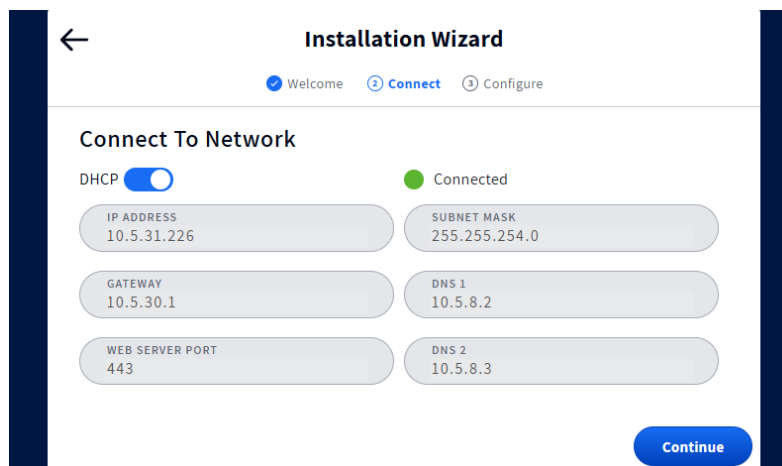 Installation Wizard
Welcome 2 Connect 3 Configure
Connect To Network
DHCP Connected
IP ADDRESS SUBNET MASK
10.5.31.226 255.255.254.0
GATEWAY DNS 1
10.5.30.1 10.5.8.2
WEB SERVER PORT DNS 2
443 10.5.8.3
Continue